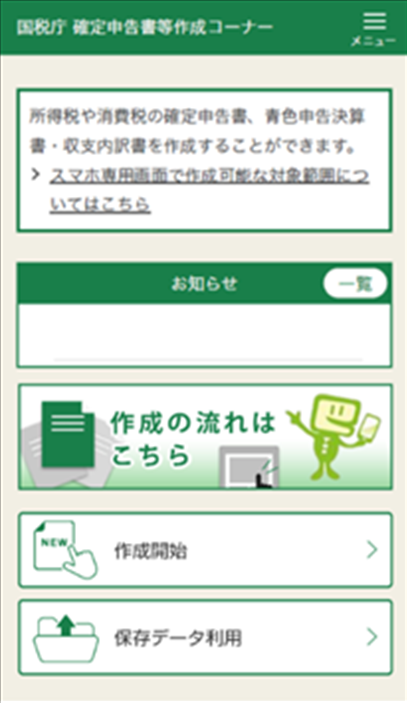 国税庁 確定申告書等作成コーナー
メニュー
所得税や消費税の確定申告書、青色申告決算
書・収支内訳書を作成することができます。
スマホ専用画面で作成可能な対象範囲につ
いてはこちら
お知らせ
一覧
作成の流れは
こちら
NEW
作成開始
保存データ利用